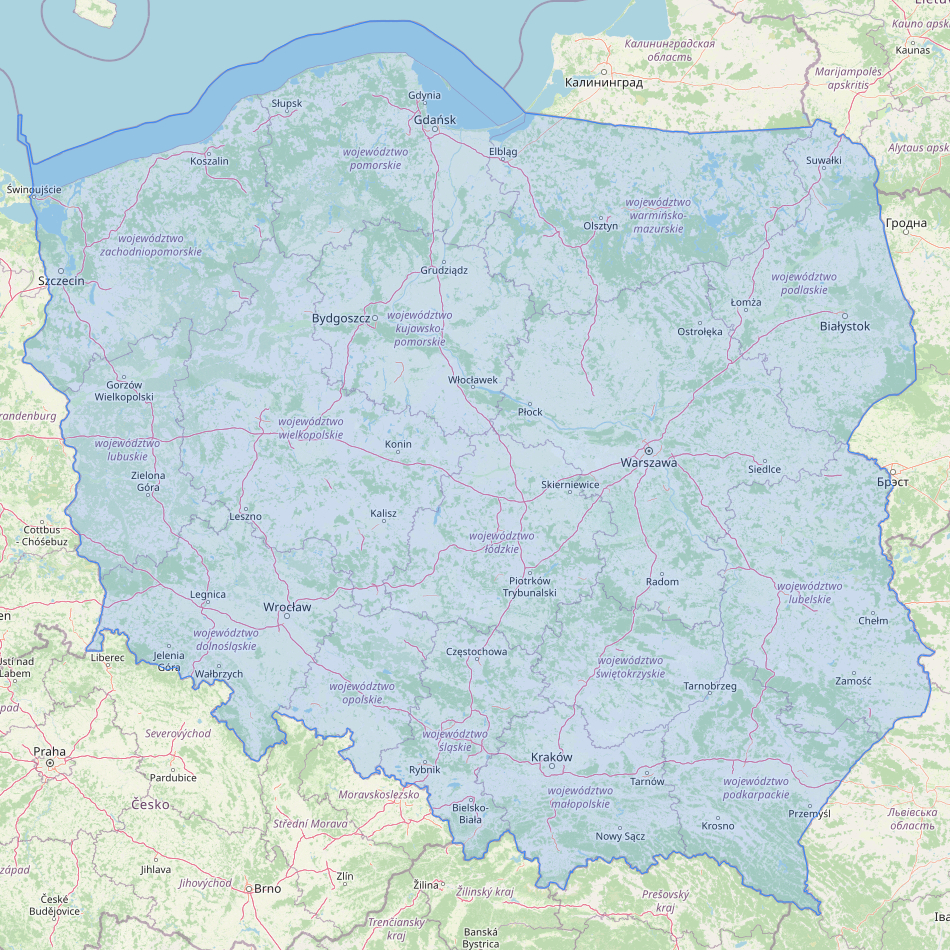 Lietuva
Kauno apskritis
Калининградская
область
Kaunas
Marijampolės
apskritis
Калининград
Gdynia
Słupsk
Gdańsk
Alytaus apsk
Elbląg
województwo
pomorskie
Koszalin
Suwałki
Świnoujście
województwo
warmińsko-
mazurskie
Гродна
Olsztyn
województwo
zachodniopomorskie
Grudziądz
Szczecin
województwo
podlaskie
Łomża
województwo
kujawsko-
pomorskie
Bydgoszcz
Białystok
Ostrołęka
Włocławek
Gorzów
Wielkopolski
Płock
randenburg
województwo
wielkopolskie
Konin
województwo
lubuskie
Warszawa
Siedlce
Zielona
Góra
Skierniewice
Брэст
Leszno
Kalisz
Cottbus
- Chóśebuz
województwo
łódzkie
Piotrków
Trybunalski
Radom
Legnica
województwo
lubelskie
Wrocław
en
Chełm
województwo
dolnośląskie
Jelenia
Góra
Liberec
Ústí nad
Labem
Częstochowa
Wałbrzych
województwo
świętokrzyskie
Zamość
Tarnobrzeg
województwo
opolskie
pad
Severovýchod
województwo
śląskie
Praha
Kraków
Rybnik
Pardubice
Tarnów
województwo
podkarpackie
Moravskoslezsko
województwo
małopolskie
Česko
Bielsko-
Biała
Przemyśl
Львівська
область
Střední Morava
Krosno
Nowy Sącz
západ
Jihlava
Zlín
Jihovýchod
Brno
Žilina
Žilinský kraj
Prešovský
kraj
České
Budějovice
Trenčiansky
kraj
Banská
Bystrica
Іва